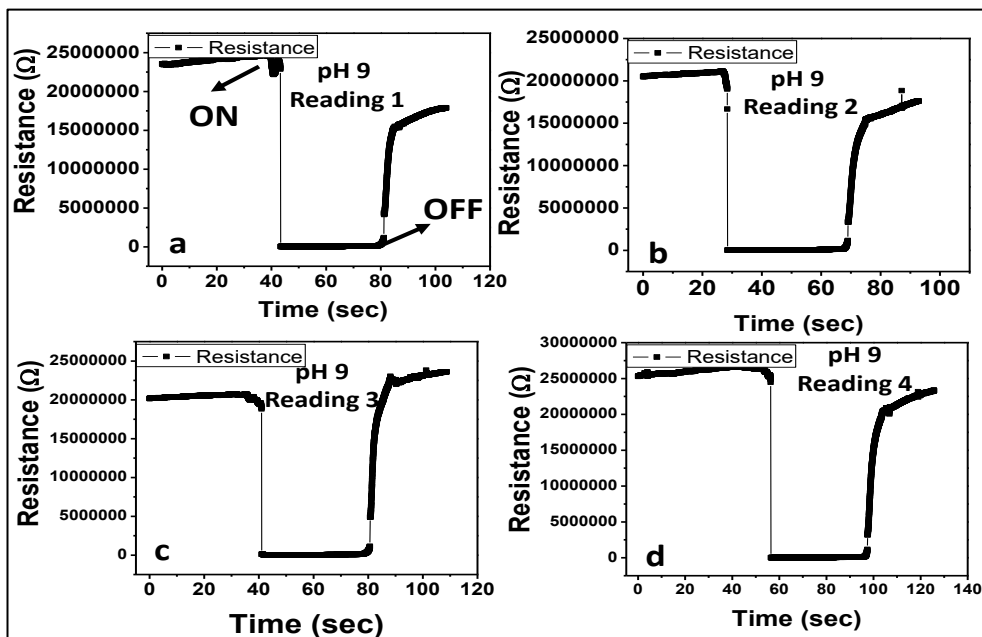 Resistance
25000000
20000000
15000000
10000000
5000000
0
Resistance (Ω)
pH 9
Reading 1
ON
OFF
a
0 20 40 60 80 100 120
Time (sec)
Resistance
25000000
20000000
15000000
10000000
5000000
0
Resistance (Ω)
pH 9
Reading 2
b
0 20 40 60 80 100
Time (sec)
Resistance
25000000
20000000
15000000
10000000
5000000
0
Resistance (Ω)
pH 9
Reading 3
c
0 20 40 60 80 100 120
Time (sec)
Resistance
30000000
25000000
20000000
15000000
10000000
5000000
0
Resistance (Ω)
pH 9
Reading 4
d
0 20 40 60 80 100 120 140
Time (sec)